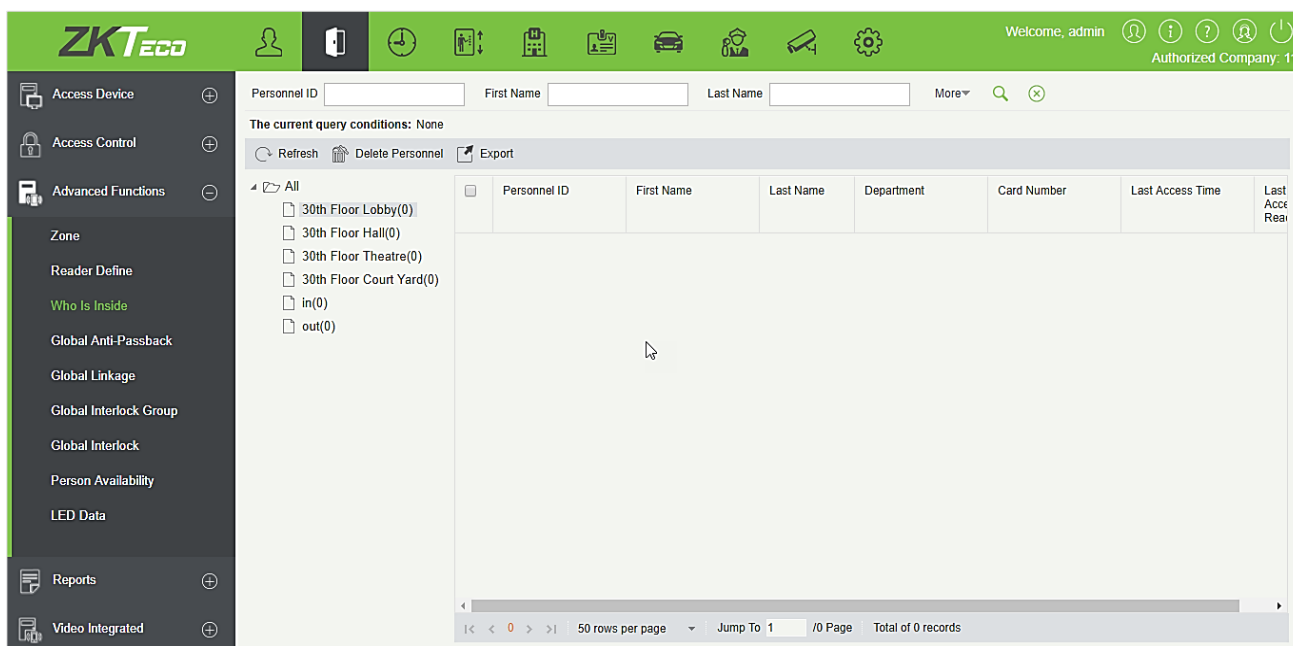 ZKTeco
Welcome, admin
Authorized Company: 1
Access Device
Access Control
Advanced Functions
Zone
Reader Define
Who Is Inside
Global Anti-Passback
Global Linkage
Global Interlock Group
Global Interlock
Person Availability
LED Data
Reports
Video Integrated
Personnel ID First Name Last Name More
The current query conditions: None
Refresh Delete Personnel Export
All
30th Floor Lobby(0)
30th Floor Hall(0)
30th Floor Theatre(0)
30th Floor Court Yard(0)
in(0)
out(0)
Personnel ID First Name Last Name Department Card Number Last Access Time Last
Acce
Read
0 50 rows per page Jump To 1 /0 Page Total of 0 records